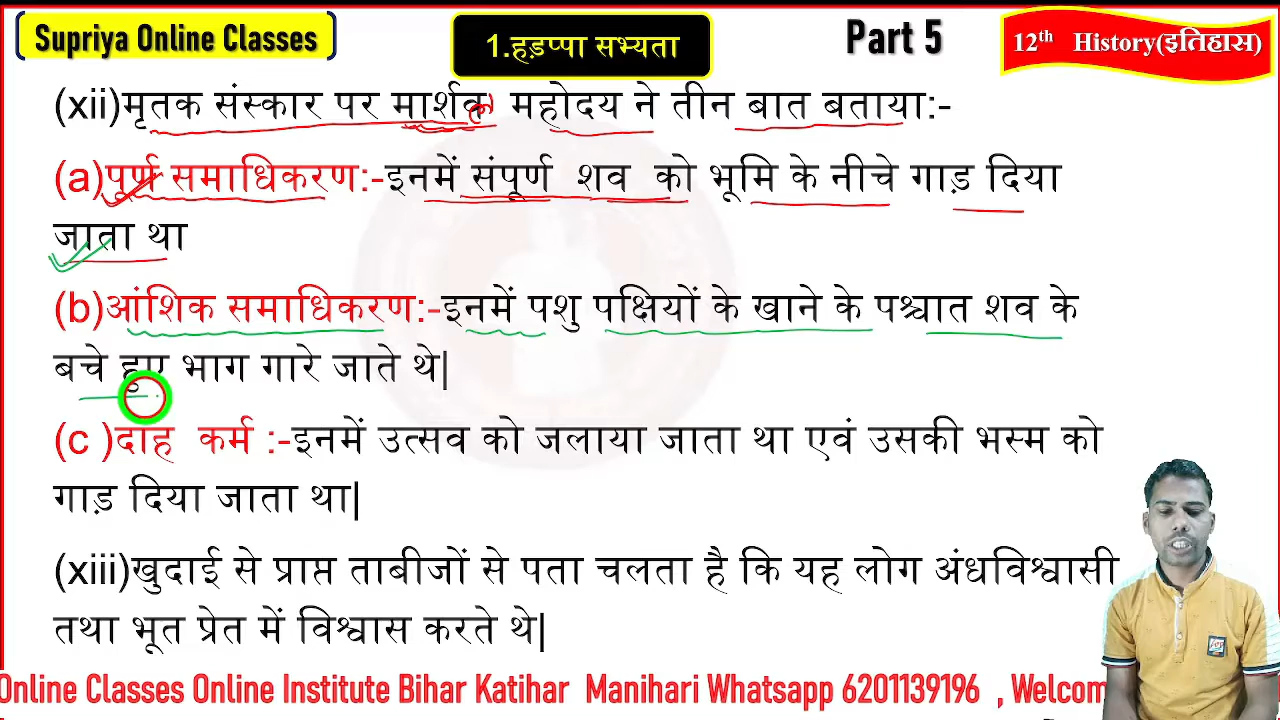 Supriya Online Classes
1.हड़प्पा सभ्यता
Part 5
12th History(इतिहास)
(xii)मृतक संस्कार पर मार्शल महोदय ने तीन बात बताया:-
(a)पूर्ण समाधिकरण:-इनमें संपूर्ण शव को भूमि के नीचे गाड़ दिया
जाता था
(b)आंशिक समाधिकरण:-इनमें पशु पक्षियों के खाने के पश्चात शव के
बचे हुए भाग गारे जाते थे|
(c )दाह कर्म :-इनमें उत्सव को जलाया जाता था एवं उसकी भस्म को
गाड़ दिया जाता था|
(xiii)खुदाई से प्राप्त ताबीजों से पता चलता है कि यह लोग अंधविश्वासी
तथा भूत प्रेत में विश्वास करते थे|
Online Classes Online Institute Bihar Katihar Manihari Whatsapp 6201139196 , Welcom